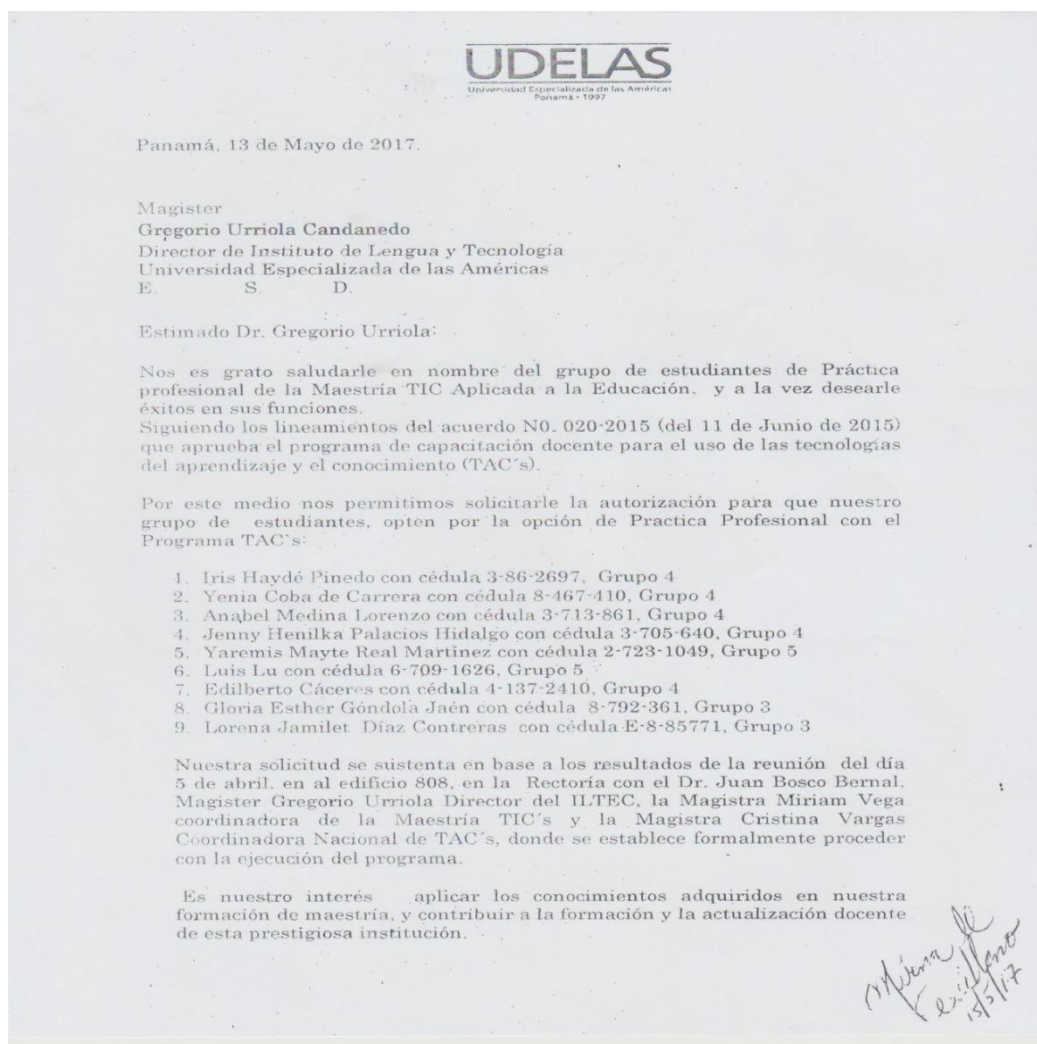 UDELAS
Universidad Especializada de las Américas
Panamá - 1997
Panamá, 13 de Mayo de 2017.
Magister
Gregorio Urriola Candanedo
Director de Instituto de Lengua y Tecnología
Universidad Especializada de las Américas
E. S. D.
Estimado Dr. Gregorio Urriola:
Nos es grato saludarle en nombre del grupo de estudiantes de Práctica
profesional de la Maestría TIC Aplicada a la Educación, y a la vez desearle
éxitos en sus funciones.
Siguiendo los lineamientos del acuerdo N0. 020-2015 (del 11 de Junio de 2015)
que aprueba el programa de capacitación docente para el uso de las tecnologías
del aprendizaje y el conocimiento (TAC´s).
Por este medio nos permitimos solicitarle la autorización para que nuestro
grupo de estudiantes, opten por la opción de Practica Profesional con el
Programa TAC`s:
1. Iris Haydé Pinedo con cédula 3-86-2697, Grupo 4
2. Yenia Coba de Carrera con cédula 8-467-410, Grupo 4
3. Anabel Medina Lorenzo con cédula 3-713-861, Grupo 4
4. Jenny Henilka Palacios Hidalgo con cédula 3-705-640, Grupo 4
5. Yaremis Mayte Real Martínez con cédula 2-723-1049, Grupo 5
6. Luis Lu con cédula 6-709-1626, Grupo 5
7. Edilberto Cáceres con cédula 4-137-2410, Grupo 4
8. Gloria Esther Góndola Jaén con cédula 8-792-361, Grupo 3
9. Lorena Jamilet Díaz Contreras con cédula E-8-85771, Grupo 3
Nuestra solicitud se sustenta en base a los resultados de la reunión del día
5 de abril, en al edificio 808, en la Rectoría con el Dr. Juan Bosco Bernal,
Magister Gregorio Urriola Director del ILTEC, la Magistra Miriam Vega
coordinadora de la Maestría TIC's y la Magistra Cristina Vargas
Coordinadora Nacional de TAC´s, donde se establece formalmente proceder
con la ejecución del programa.
Es nuestro interés aplicar los conocimientos adquiridos en nuestra
formación de maestría, y contribuir a la formación y la actualización docente
de esta prestigiosa institución.
15/5/17